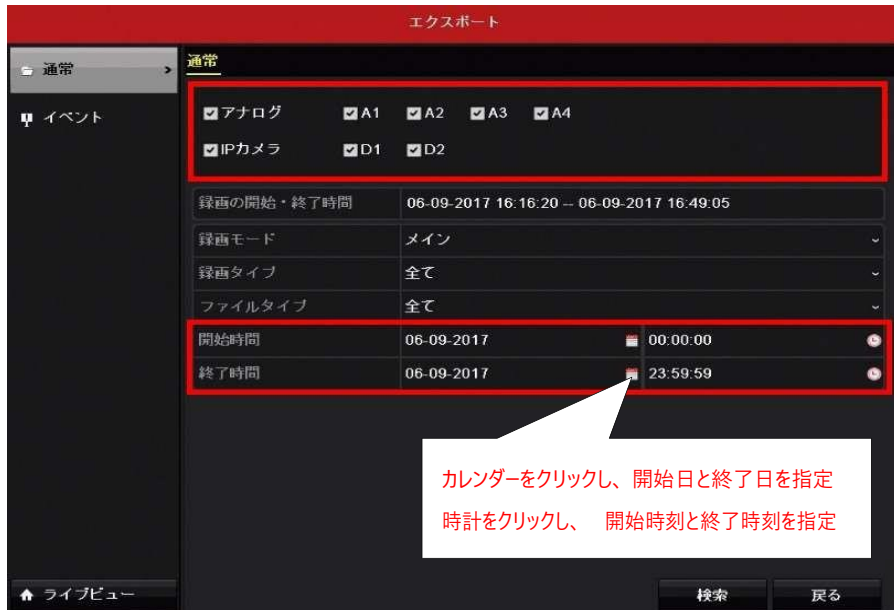 エクスポート
通常
イベント
通常
アナログ A1 A2 A3 A4
IPカメラ D1 D2
録画の開始・終了時間 06-09-2017 16:16:20 -- 06-09-2017 16:49:05
録画モード メイン
録画タイプ 全て
ファイルタイプ 全て
開始時間 06-09-2017 00:00:00
終了時間 06-09-2017 23:59:59
カレンダーをクリックし、開始日と終了日を指定
時計をクリックし、 開始時刻と終了時刻を指定
ライブビュー 検索 戻る